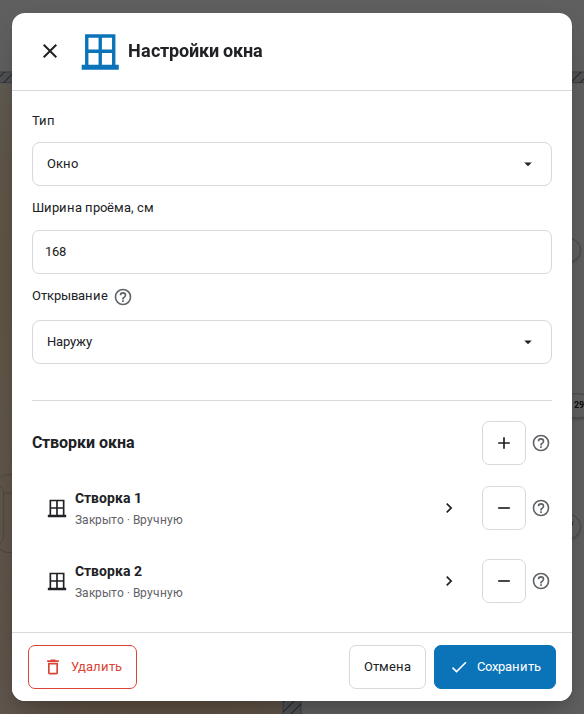 Настройки окна
Тип
Окно
Ширина проёма, см
168
Открывание
Наружу
Створки окна
Створка 1
Закрыто · Вручную
Створка 2
Закрыто · Вручную
Удалить
Отмена
Сохранить
29